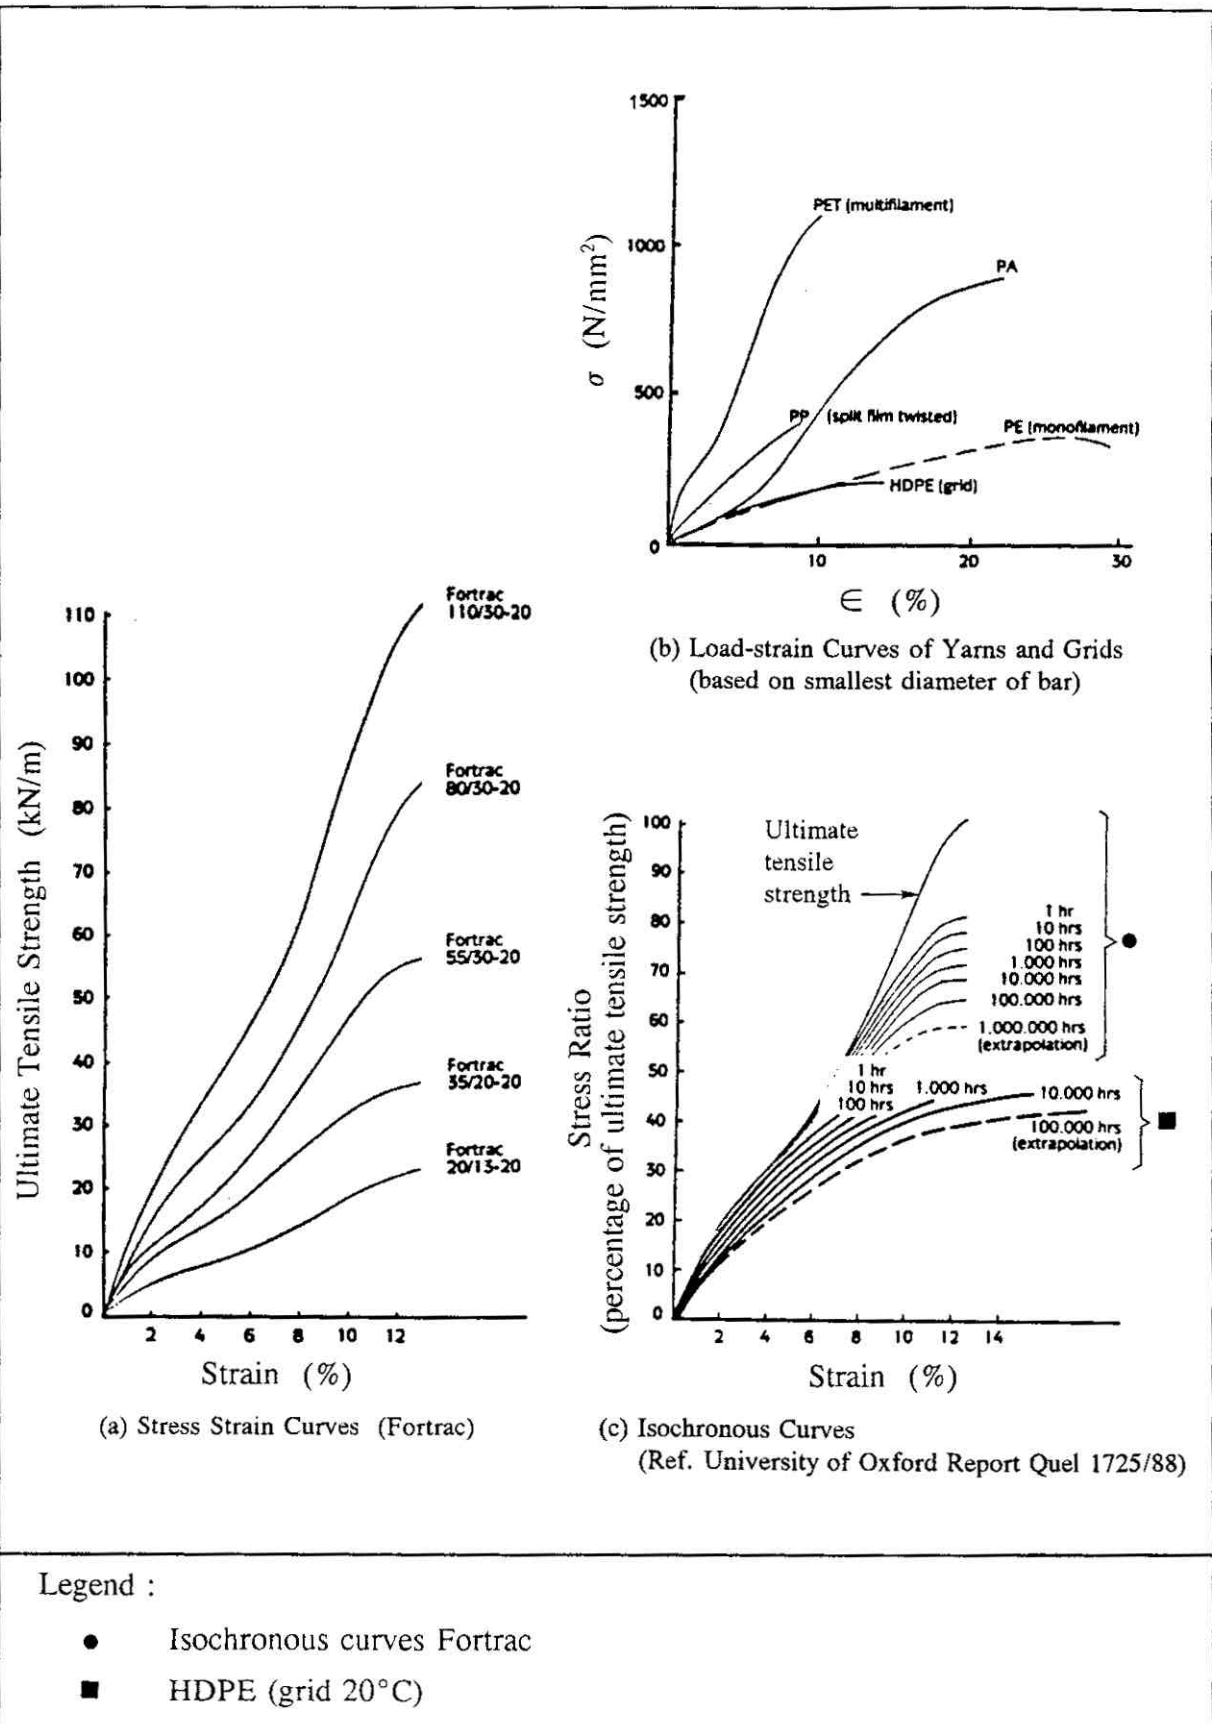 1500
1000
500
0
10
20
30
σ (N/mm²)
PET (multifilament)
PA
PP (split film twisted)
PE (monofilament)
HDPE (grid)
∈ (%)
(b) Load-strain Curves of Yarns and Grids
(based on smallest diameter of bar)
Ultimate Tensile Strength (kN/m)
110
100
90
80
70
60
50
40
30
20
10
0
2
4
6
8
10
12
Fortrac
110/30-20
Fortrac
80/30-20
Fortrac
55/30-20
Fortrac
35/20-20
Fortrac
20/13-20
Strain (%)
(a) Stress Strain Curves (Fortrac)
Stress Ratio
(percentage of ultimate tensile strength)
100
90
80
70
60
50
40
30
20
10
0
2
4
6
8
10
12
14
Ultimate
tensile
strength
1 hr
10 hrs
100 hrs
1.000 hrs
10.000 hrs
100.000 hrs
1.000.000 hrs
(extrapolation)
1 hr
10 hrs
100 hrs
1.000 hrs
10.000 hrs
100.000 hrs
(extrapolation)
Strain (%)
(c) Isochronous Curves
(Ref. University of Oxford Report Quel 1725/88)
Legend :
● Isochronous curves Fortrac
■ HDPE (grid 20°C)